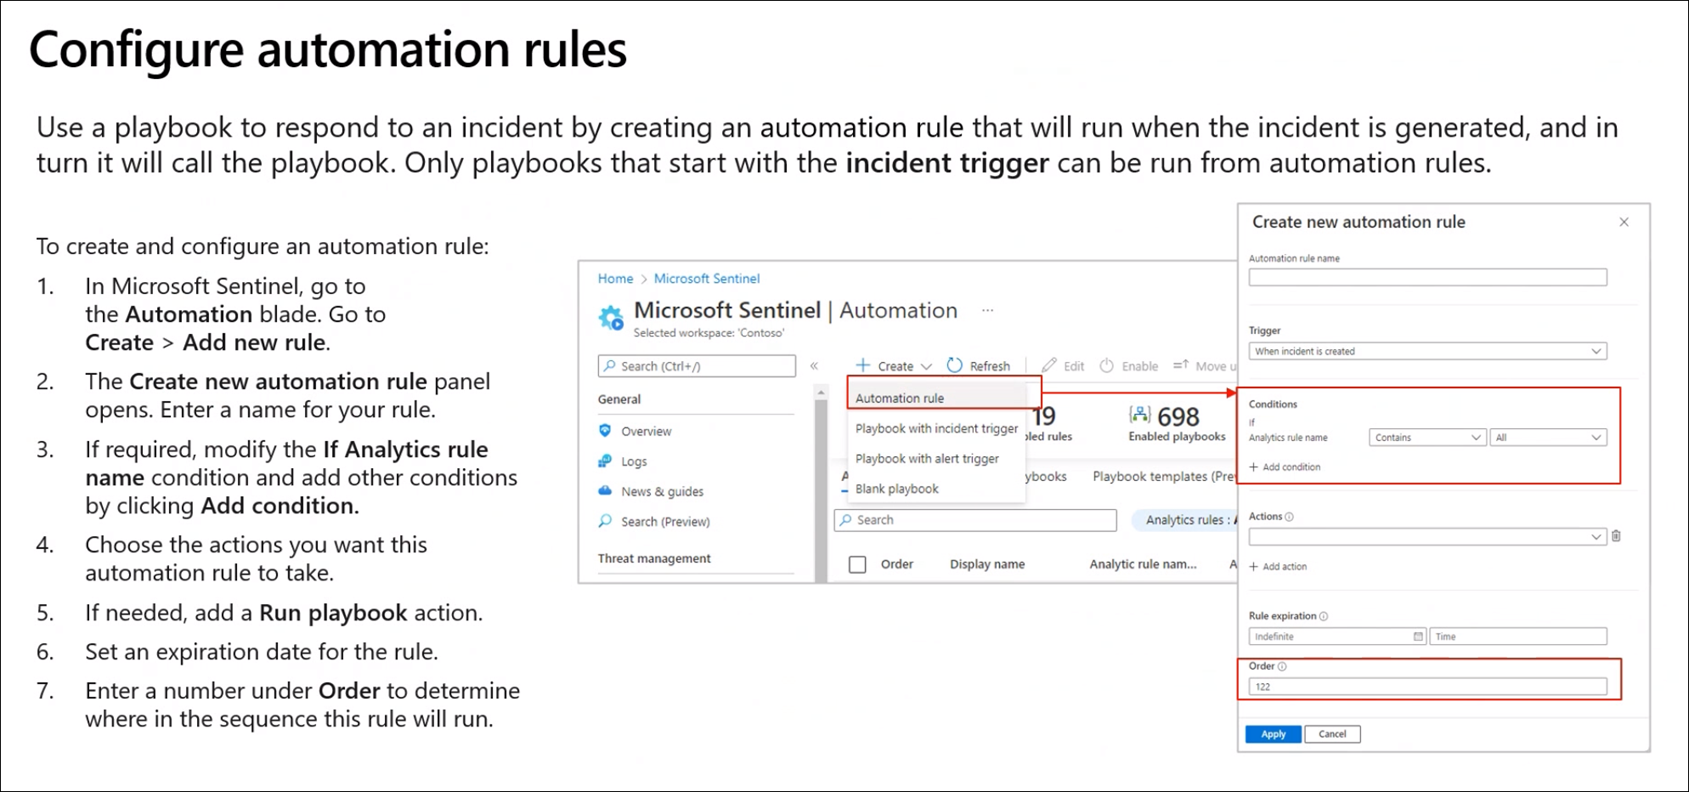 Configure automation rules
Use a playbook to respond to an incident by creating an automation rule that will run when the incident is generated, and in
turn it will call the playbook. Only playbooks that start with the incident trigger can be run from automation rules.
To create and configure an automation rule:
1. In Microsoft Sentinel, go to
the Automation blade. Go to
Create > Add new rule.
2. The Create new automation rule panel
opens. Enter a name for your rule.
3. If required, modify the If Analytics rule
name condition and add other conditions
by clicking Add condition.
4. Choose the actions you want this
automation rule to take.
5. If needed, add a Run playbook action.
6. Set an expiration date for the rule.
7. Enter a number under Order to determine
where in the sequence this rule will run.
Home > Microsoft Sentinel
Microsoft Sentinel | Automation ...
Selected workspace: 'Contoso'
Search (Ctrl+/) «
+ Create Refresh Edit Enable Move u
General
Overview
Logs
News & guides
Search (Preview)
Threat management
Automation rule
Playbook with incident trigger
Playbook with alert trigger
Blank playbook
19
bled rules
698
Enabled playbooks
A ybooks Playbook templates (Pre
Search Analytics rules : A
Order Display name Analytic rule nam... A
Create new automation rule
Automation rule name
Trigger
When incident is created
Conditions
If
Analytics rule name Contains All
+ Add condition
Actions
+ Add action
Rule expiration
Indefinite Time
Order
122
Apply Cancel